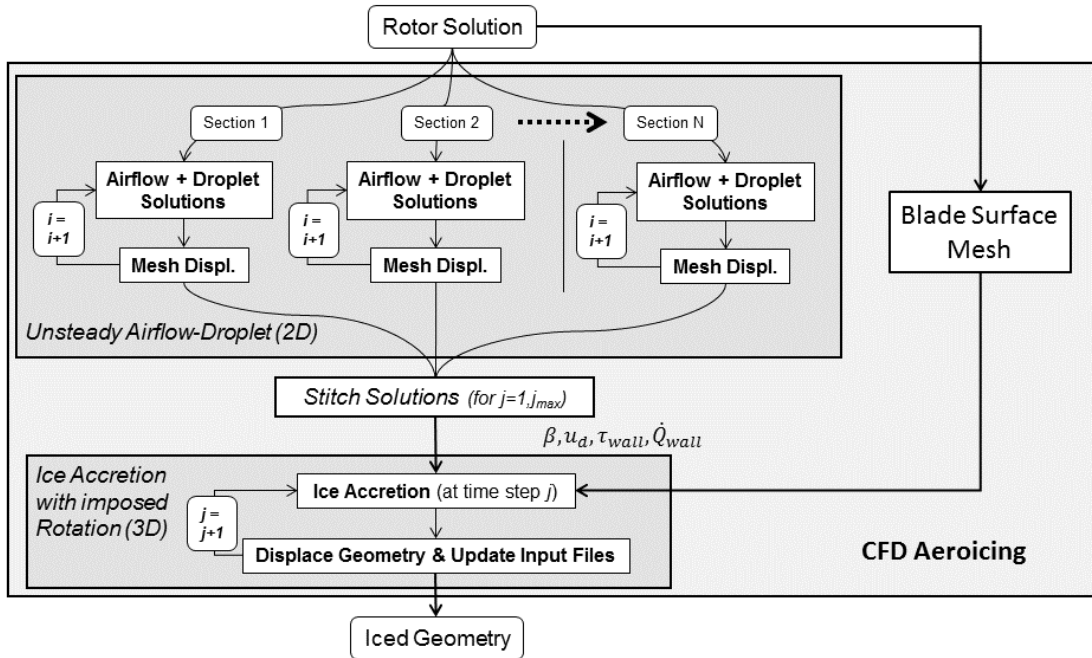 Rotor Solution
Section 1
Section 2
Section N
Airflow + Droplet
Solutions
Airflow + Droplet
Solutions
Airflow + Droplet
Solutions
i =
i+1
i =
i+1
i =
i+1
Mesh Displ.
Mesh Displ.
Mesh Displ.
Blade Surface
Mesh
Unsteady Airflow-Droplet (2D)
Stitch Solutions (for j=1,jmax)
β, u_d, τ_wall, Q̇_wall
Ice Accretion
with imposed
Rotation (3D)
Ice Accretion (at time step j)
j =
j+1
Displace Geometry & Update Input Files
CFD Aeroicing
Iced Geometry